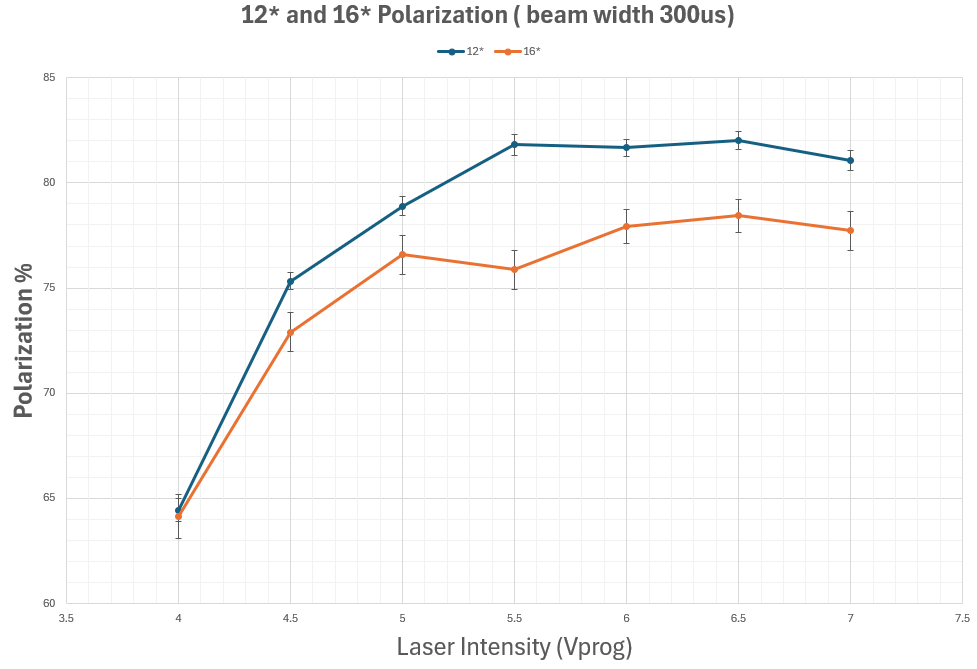 12* and 16* Polarization ( beam width 300us)
12* 16*
85
80
75
70
65
60
Polarization %
3.5 4 4.5 5 5.5 6 6.5 7 7.5
Laser Intensity (Vprog)